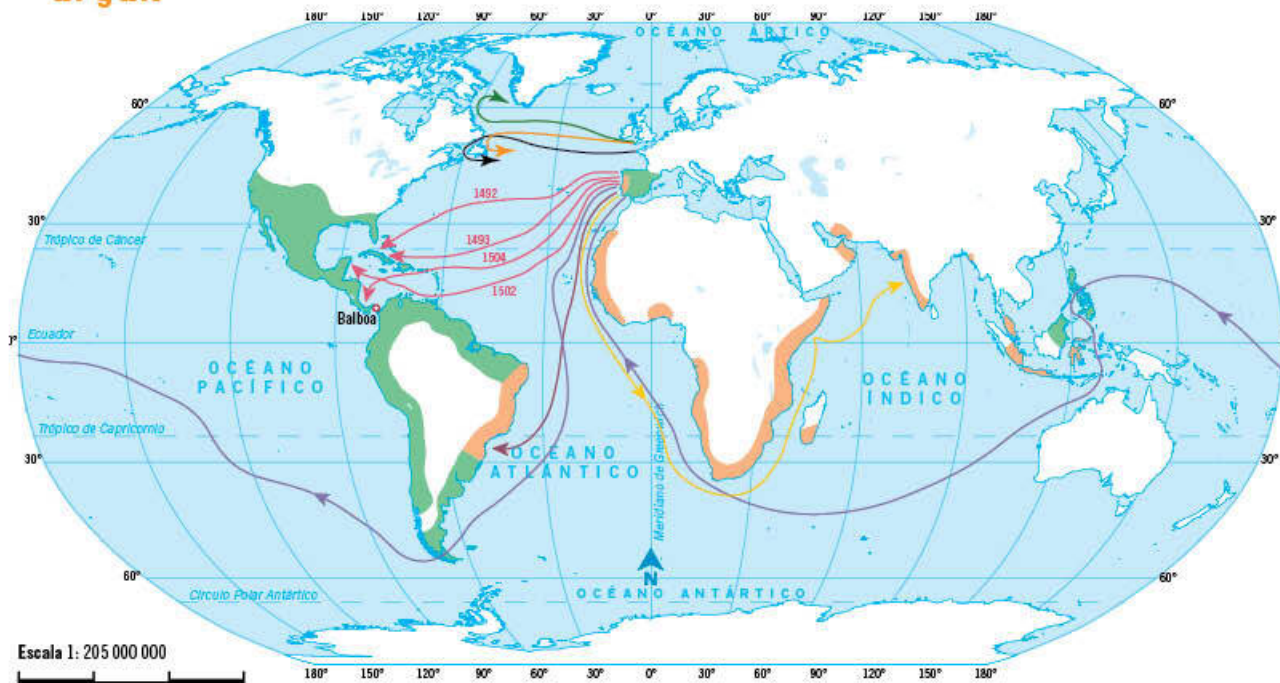 180° 150° 120° 90° 60° 30° 0° 30° 60° 90° 120° 150° 180°
OCÉANO ÁRTICO
60° 60°
1492
30° 30°
Trópico de Cáncer
1493
1504
1502
Balboa
Ecuador
0° 0°
OCÉANO
PACÍFICO
OCÉANO
ÍNDICO
Trópico de Capricornio
OCÉANO
ATLÁNTICO
30° 30°
Meridiano de Greenwich
60° 60°
N
Círculo Polar Antártico
OCÉANO ANTÁRTICO
Escala 1: 205 000 000
180° 150° 120° 90° 60° 30° 0° 30° 60° 90° 120° 150° 180°